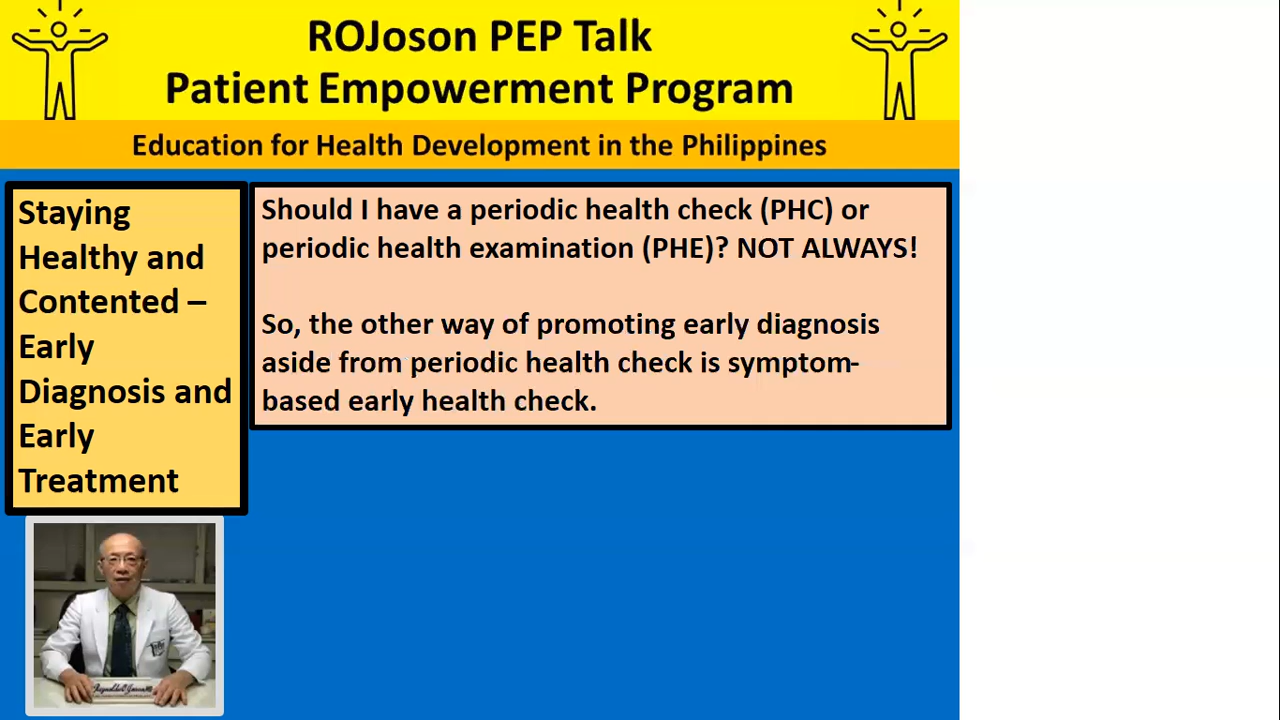 ROJoson PEP Talk
Patient Empowerment Program
Education for Health Development in the Philippines
Staying
Healthy and
Contented –
Early
Diagnosis and
Early
Treatment
Should I have a periodic health check (PHC) or
periodic health examination (PHE)? NOT ALWAYS!
So, the other way of promoting early diagnosis
aside from periodic health check is symptom-
based early health check.